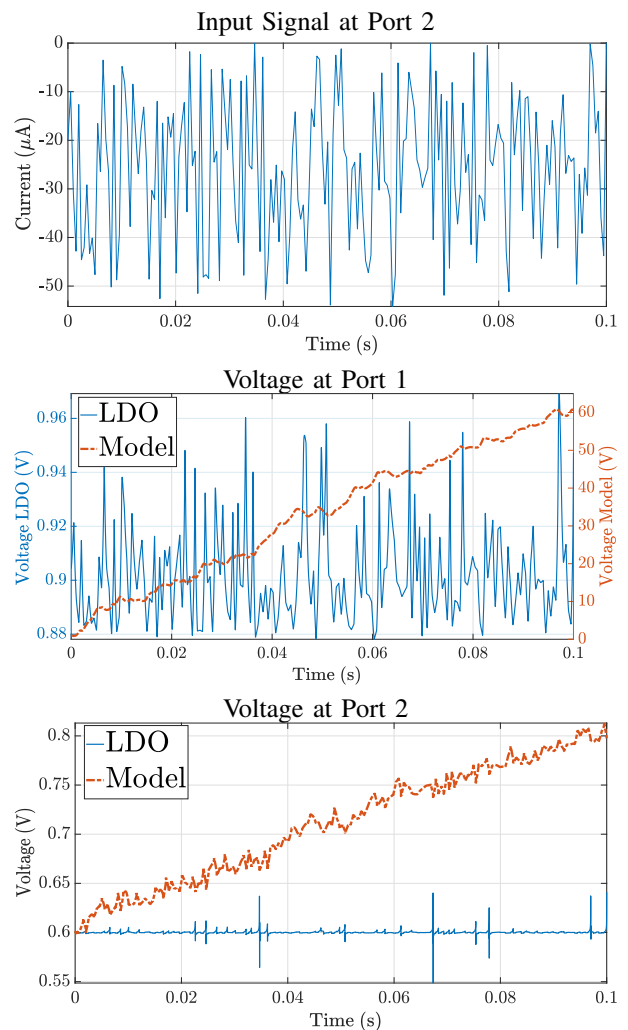 Input Signal at Port 2
Current (μA)
0
-10
-20
-30
-40
-50
0 0.02 0.04 0.06 0.08 0.1
Time (s)
Voltage at Port 1
LDO
Model
Voltage LDO (V)
0.96
0.94
0.92
0.9
0.88
Voltage Model (V)
60
50
40
30
20
10
0
0 0.02 0.04 0.06 0.08 0.1
Time (s)
Voltage at Port 2
LDO
Model
Voltage (V)
0.8
0.75
0.7
0.65
0.6
0.55
0 0.02 0.04 0.06 0.08 0.1
Time (s)